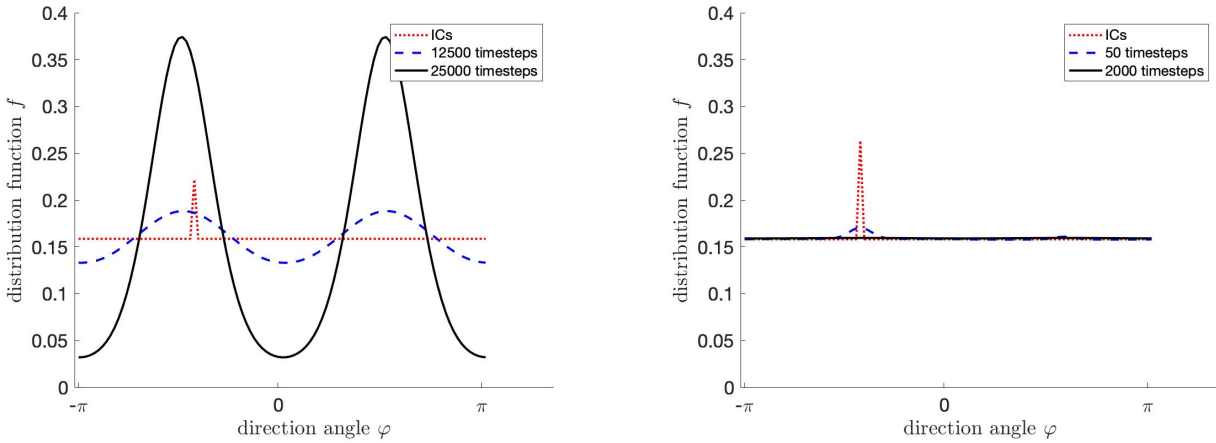 0.4
0.35
0.3
0.25
0.2
0.15
0.1
0.05
0
distribution function f
-π
0
π
direction angle φ
ICs
12500 timesteps
25000 timesteps
0.4
0.35
0.3
0.25
0.2
0.15
0.1
0.05
0
distribution function f
-π
0
π
direction angle φ
ICs
50 timesteps
2000 timesteps